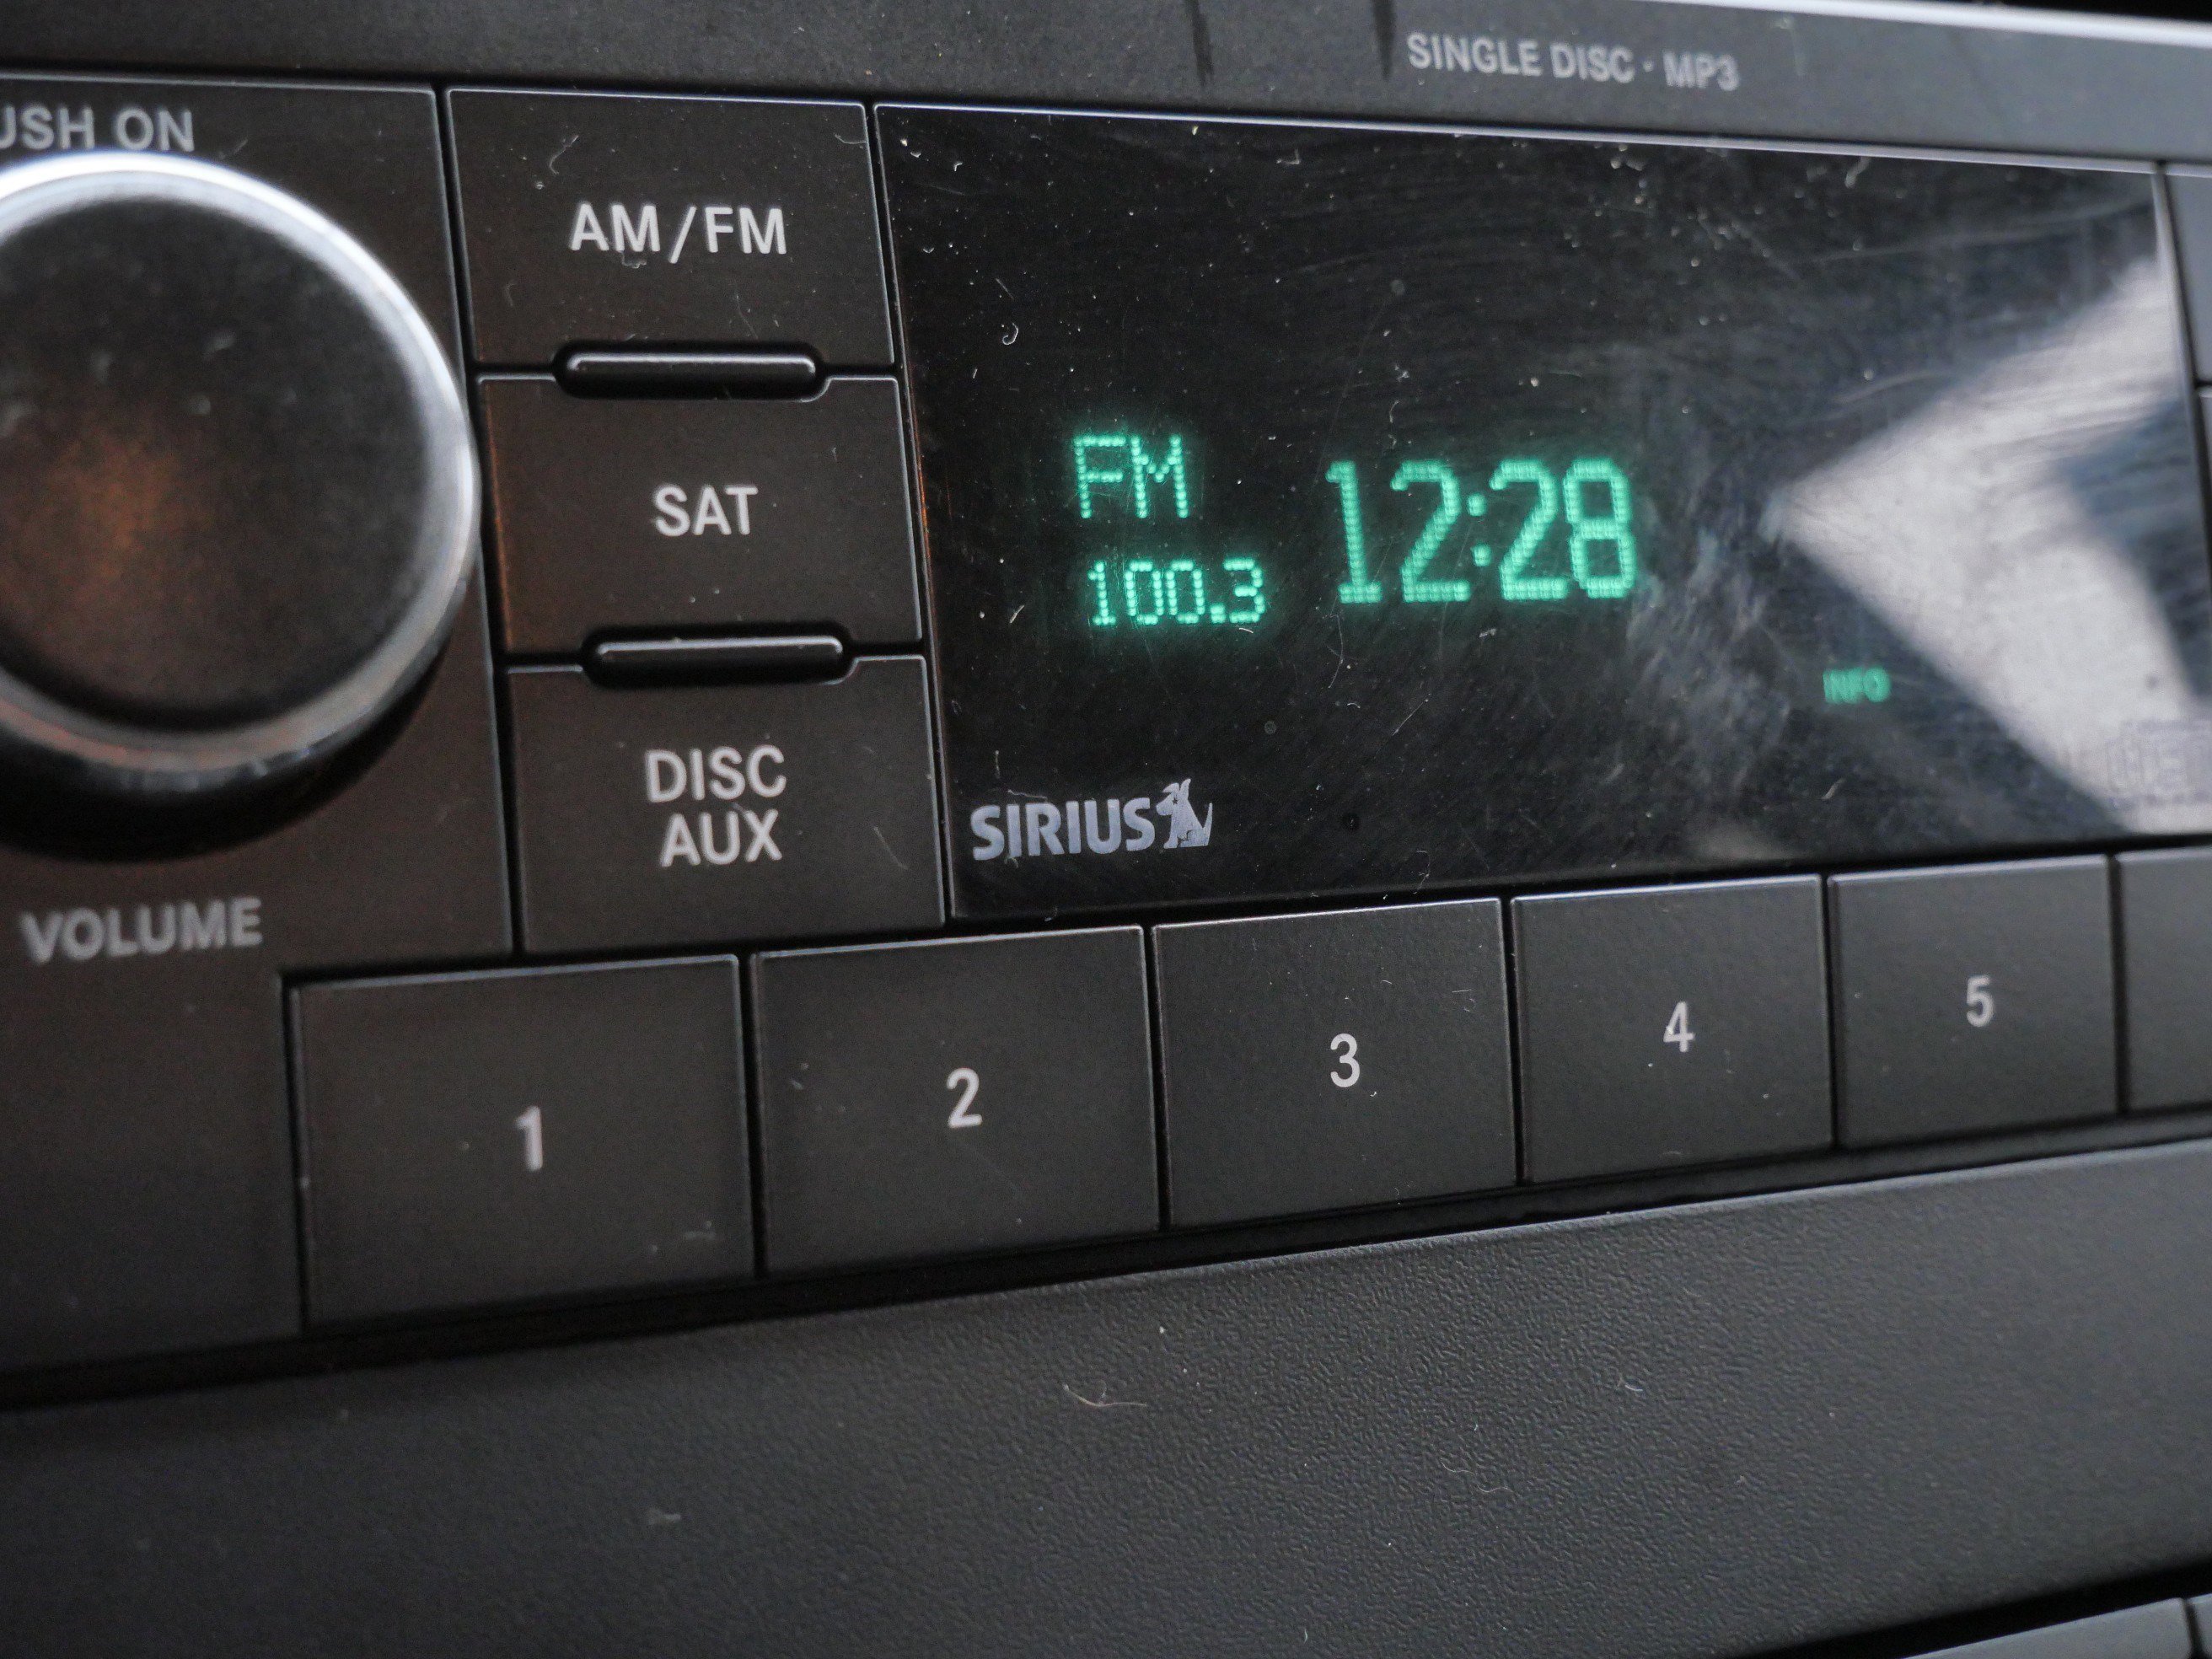 SINGLE DISC · MP3
USH ON
AM/FM
SAT
DISC
AUX
VOLUME
FM
100.3
12:28
INFO
SIRIUS
1
2
3
4
5